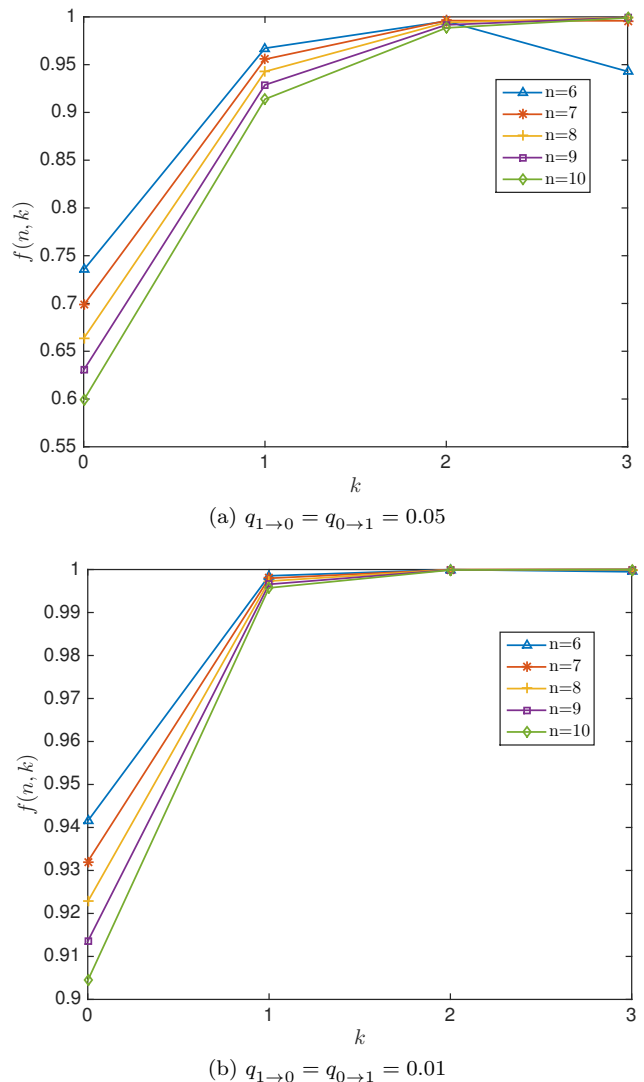 1
0.95
0.9
0.85
0.8
0.75
0.7
0.65
0.6
0.55
f(n, k)
n=6
n=7
n=8
n=9
n=10
0 1 2 3
k
(a) q1→0 = q0→1 = 0.05
1
0.99
0.98
0.97
0.96
0.95
0.94
0.93
0.92
0.91
0.9
f(n, k)
n=6
n=7
n=8
n=9
n=10
0 1 2 3
k
(b) q1→0 = q0→1 = 0.01